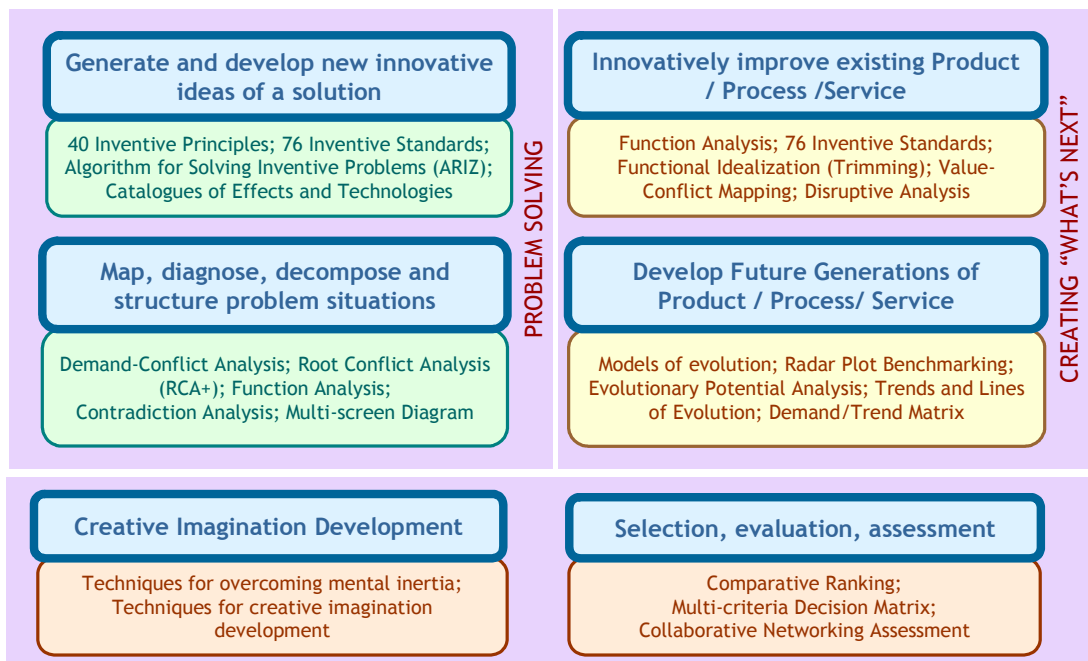 Generate and develop new innovative
ideas of a solution
40 Inventive Principles; 76 Inventive Standards;
Algorithm for Solving Inventive Problems (ARIZ);
Catalogues of Effects and Technologies
Map, diagnose, decompose and
structure problem situations
Demand-Conflict Analysis; Root Conflict Analysis
(RCA+); Function Analysis;
Contradiction Analysis; Multi-screen Diagram
PROBLEM SOLVING
Innovatively improve existing Product
/ Process /Service
Function Analysis; 76 Inventive Standards;
Functional Idealization (Trimming); Value-
Conflict Mapping; Disruptive Analysis
Develop Future Generations of
Product / Process/ Service
Models of evolution; Radar Plot Benchmarking;
Evolutionary Potential Analysis; Trends and Lines
of Evolution; Demand/Trend Matrix
CREATING “WHAT’S NEXT”
Creative Imagination Development
Techniques for overcoming mental inertia;
Techniques for creative imagination
development
Selection, evaluation, assessment
Comparative Ranking;
Multi-criteria Decision Matrix;
Collaborative Networking Assessment